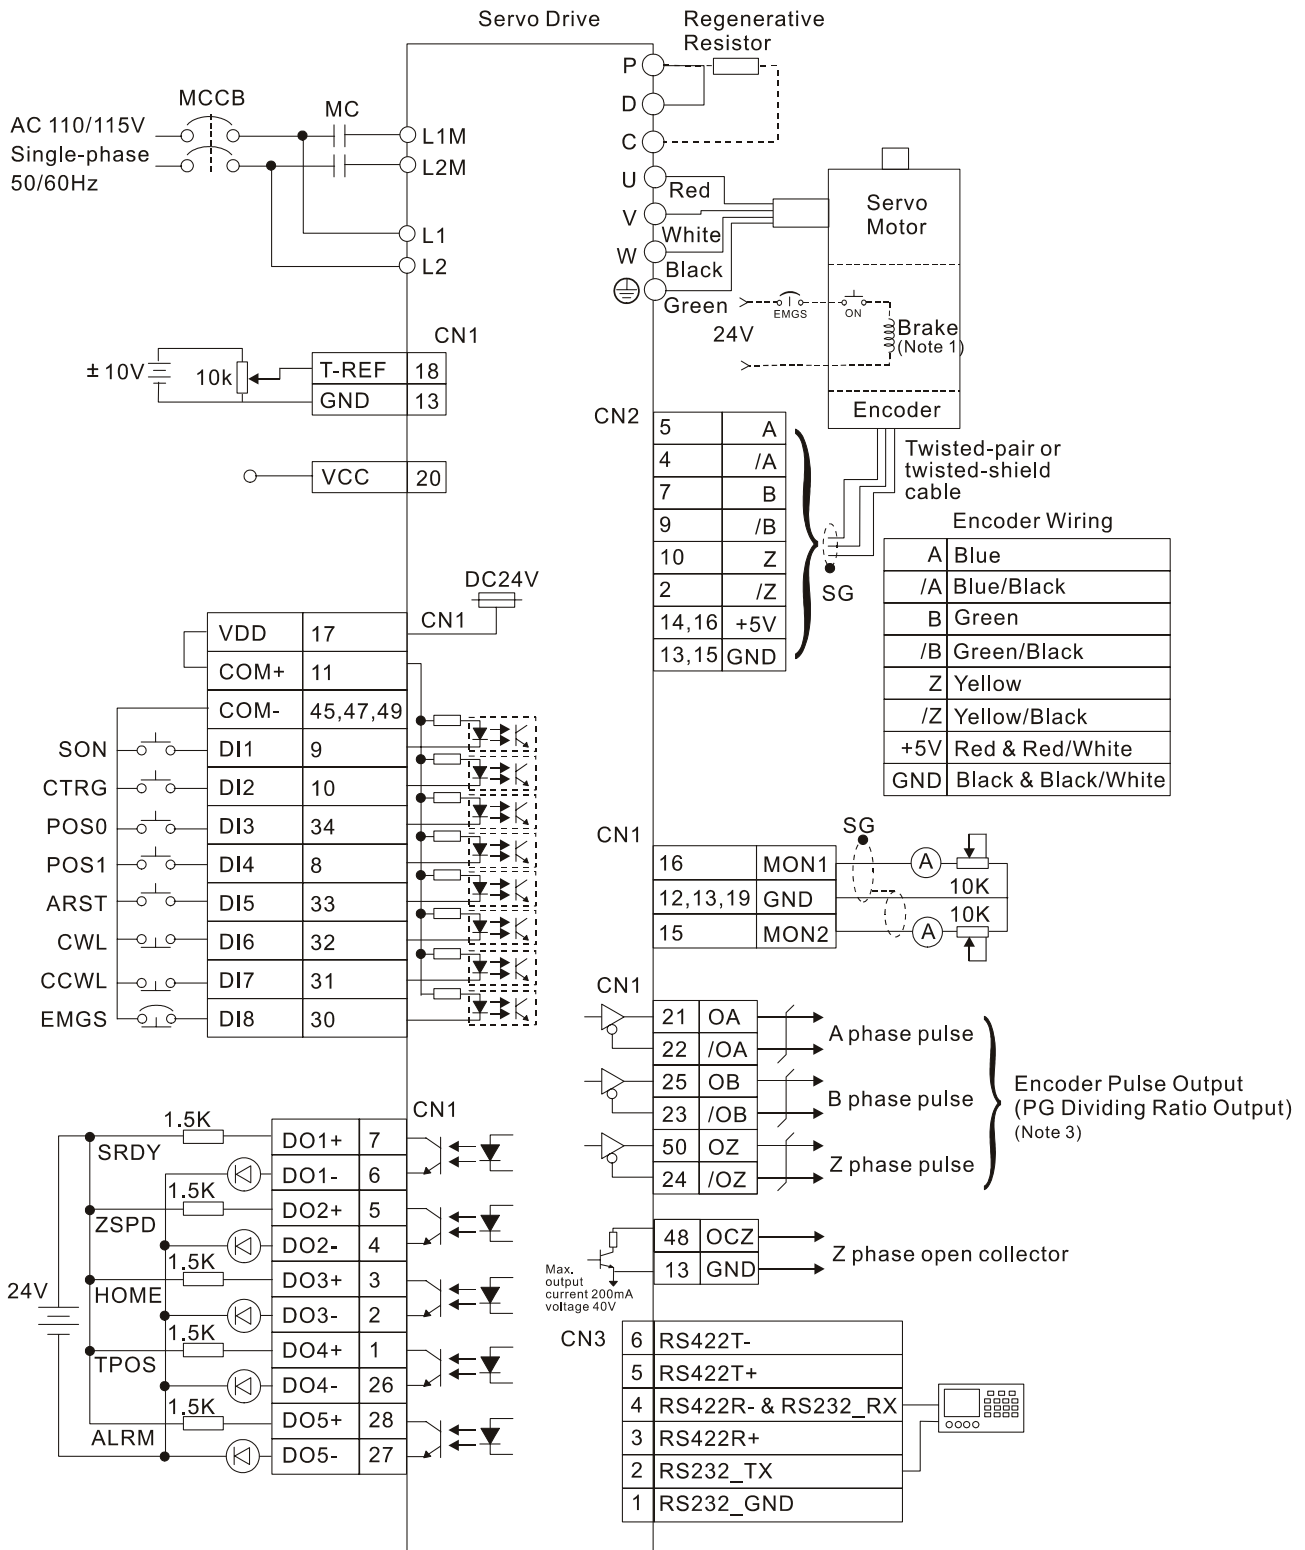 Servo Drive
Regenerative
Resistor
P
D
C
MCCB
MC
AC 110/115V
Single-phase
50/60Hz
L1M
L2M
L1
L2
U
V
W
Red
White
Black
Green
Servo
Motor
24V
EMGS
ON
Brake
(Note 1)
Encoder
CN1
± 10V
10k
T-REF 18
GND 13
VCC 20
CN2
5 A
4 /A
7 B
9 /B
10 Z
2 /Z
14,16 +5V
13,15 GND
SG
Twisted-pair or
twisted-shield
cable
Encoder Wiring
A Blue
/A Blue/Black
B Green
/B Green/Black
Z Yellow
/Z Yellow/Black
+5V Red & Red/White
GND Black & Black/White
DC24V
CN1
VDD 17
COM+ 11
COM- 45,47,49
SON DI1 9
CTRG DI2 10
POS0 DI3 34
POS1 DI4 8
ARST DI5 33
CWL DI6 32
CCWL DI7 31
EMGS DI8 30
CN1
SG
16 MON1
12,13,19 GND
15 MON2
A
10K
10K
A
CN1
21 OA
22 /OA
A phase pulse
25 OB
23 /OB
B phase pulse
50 OZ
24 /OZ
Z phase pulse
Encoder Pulse Output
(PG Dividing Ratio Output)
(Note 3)
48 OCZ
13 GND
Z phase open collector
Max.
output
current 200mA
voltage 40V
CN1
24V
1.5K
SRDY
DO1+ 7
DO1- 6
1.5K
ZSPD
DO2+ 5
DO2- 4
1.5K
HOME
DO3+ 3
DO3- 2
1.5K
TPOS
DO4+ 1
DO4- 26
1.5K
ALRM
DO5+ 28
DO5- 27
CN3
6 RS422T-
5 RS422T+
4 RS422R- & RS232_RX
3 RS422R+
2 RS232_TX
1 RS232_GND